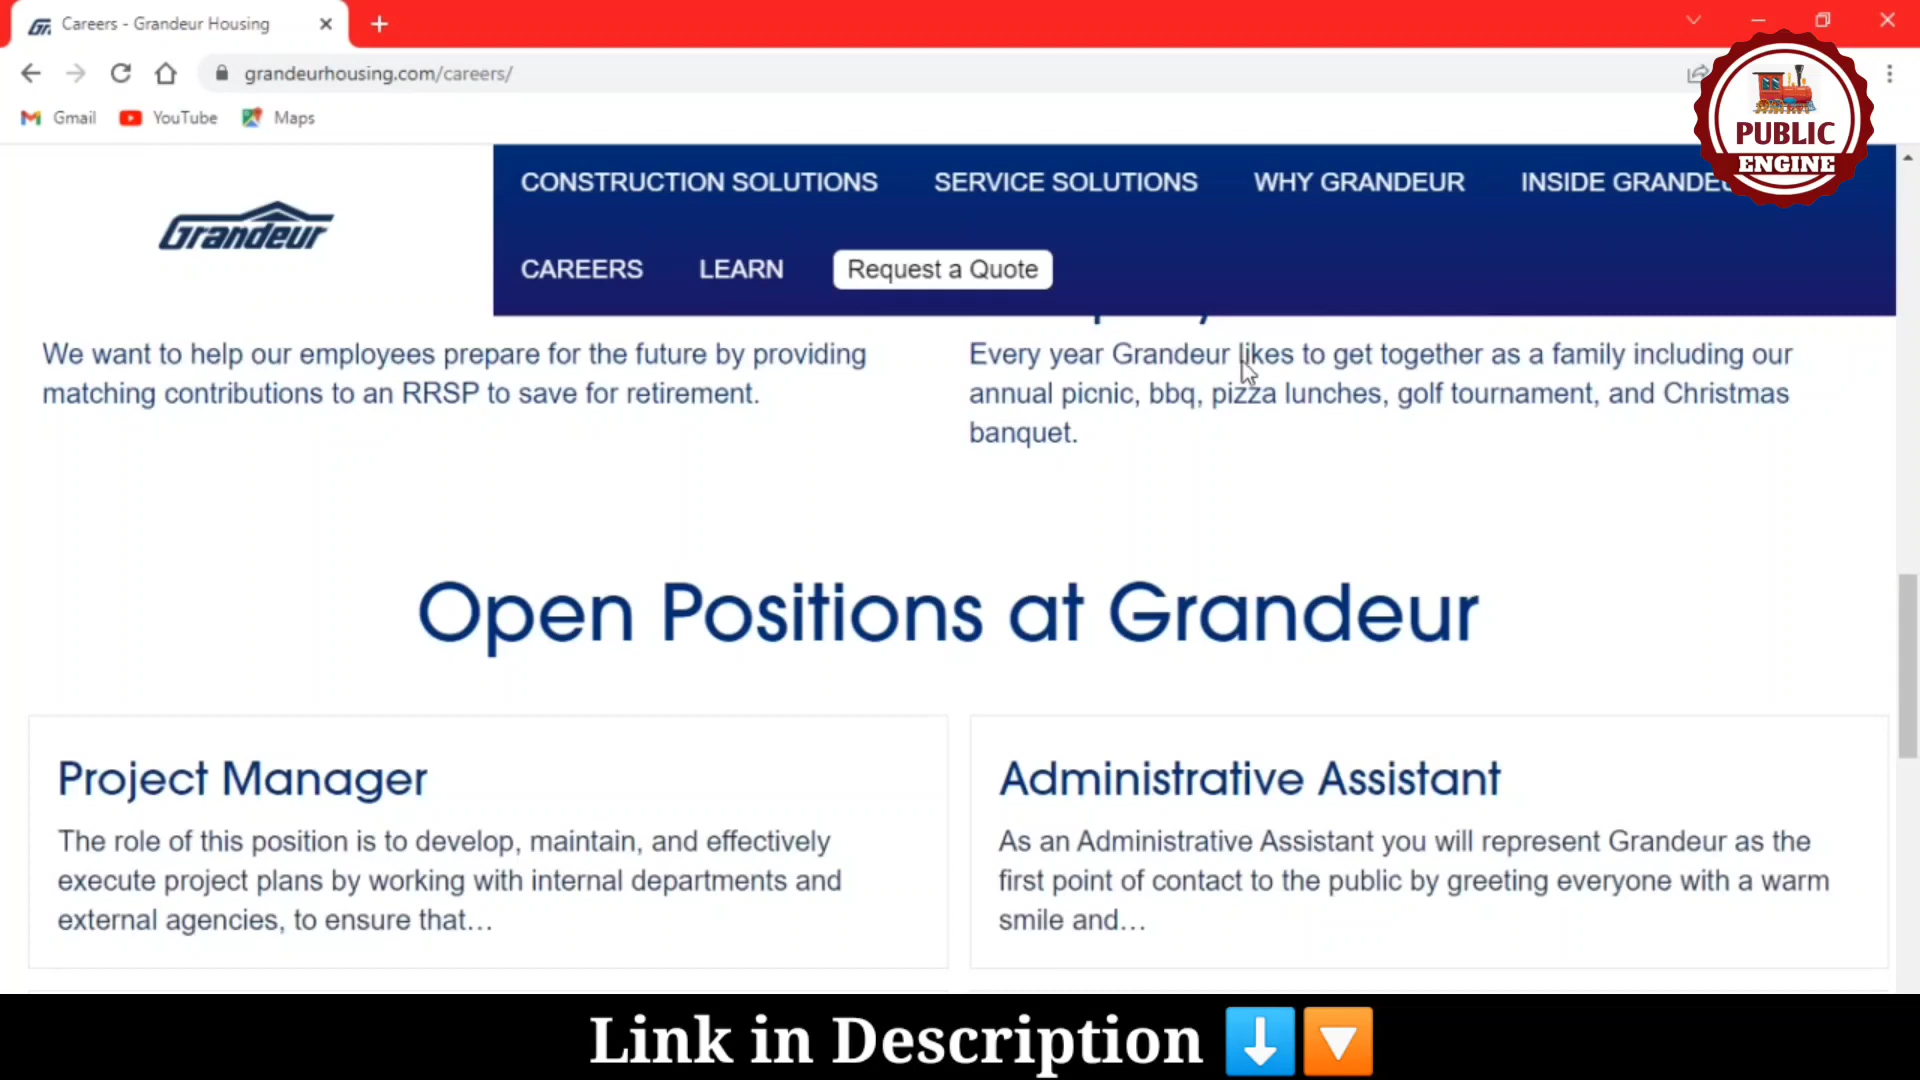 Careers - Grandeur Housing
grandeurhousing.com/careers/
Gmail YouTube Maps
PUBLIC
ENGINE
Grandeur
CONSTRUCTION SOLUTIONS SERVICE SOLUTIONS WHY GRANDEUR INSIDE
CAREERS LEARN Request a Quote
We want to help our employees prepare for the future by providing
matching contributions to an RRSP to save for retirement.
Every year Grandeur likes to get together as a family including our
annual picnic, bbq, pizza lunches, golf tournament, and Christmas
banquet.
Open Positions at Grandeur
Project Manager
The role of this position is to develop, maintain, and effectively
execute project plans by working with internal departments and
external agencies, to ensure that…
Administrative Assistant
As an Administrative Assistant you will represent Grandeur as the
first point of contact to the public by greeting everyone with a warm
smile and…
Link in Description